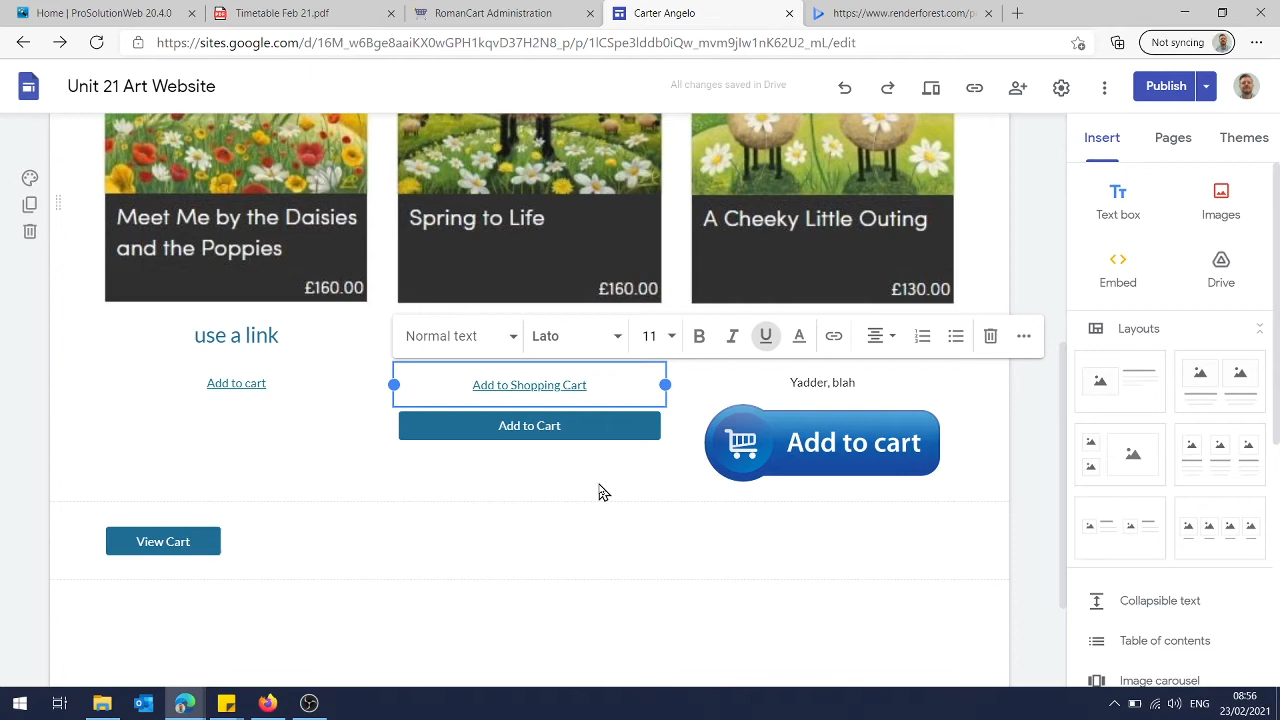 Home | ProSolutionWeb 20.4.0
Timetable Feb 21.pdf
RomanCart Administration
Carter Angelo
https://www.renderforest.com/p
https://sites.google.com/d/16M_w6Bge8aaiKX0wGPH1kqvD37H2N8_p/p/1lCSpe3Iddb0iQw_mvm9jIw1nK62U2_mL/edit
Not syncing
Unit 21 Art Website
All changes saved in Drive
Publish
Insert
Pages
Themes
Text box
Images
Embed
Drive
Layouts
Collapsible text
Table of contents
Image carousel
Meet Me by the Daisies
and the Poppies
£160.00
Spring to Life
£160.00
A Cheeky Little Outing
£130.00
use a link
Normal text
Lato
11
B
I
U
A
Add to cart
Add to Shopping Cart
Yadder, blah
Add to Cart
Add to cart
View Cart
ENG
08:56
23/02/2021